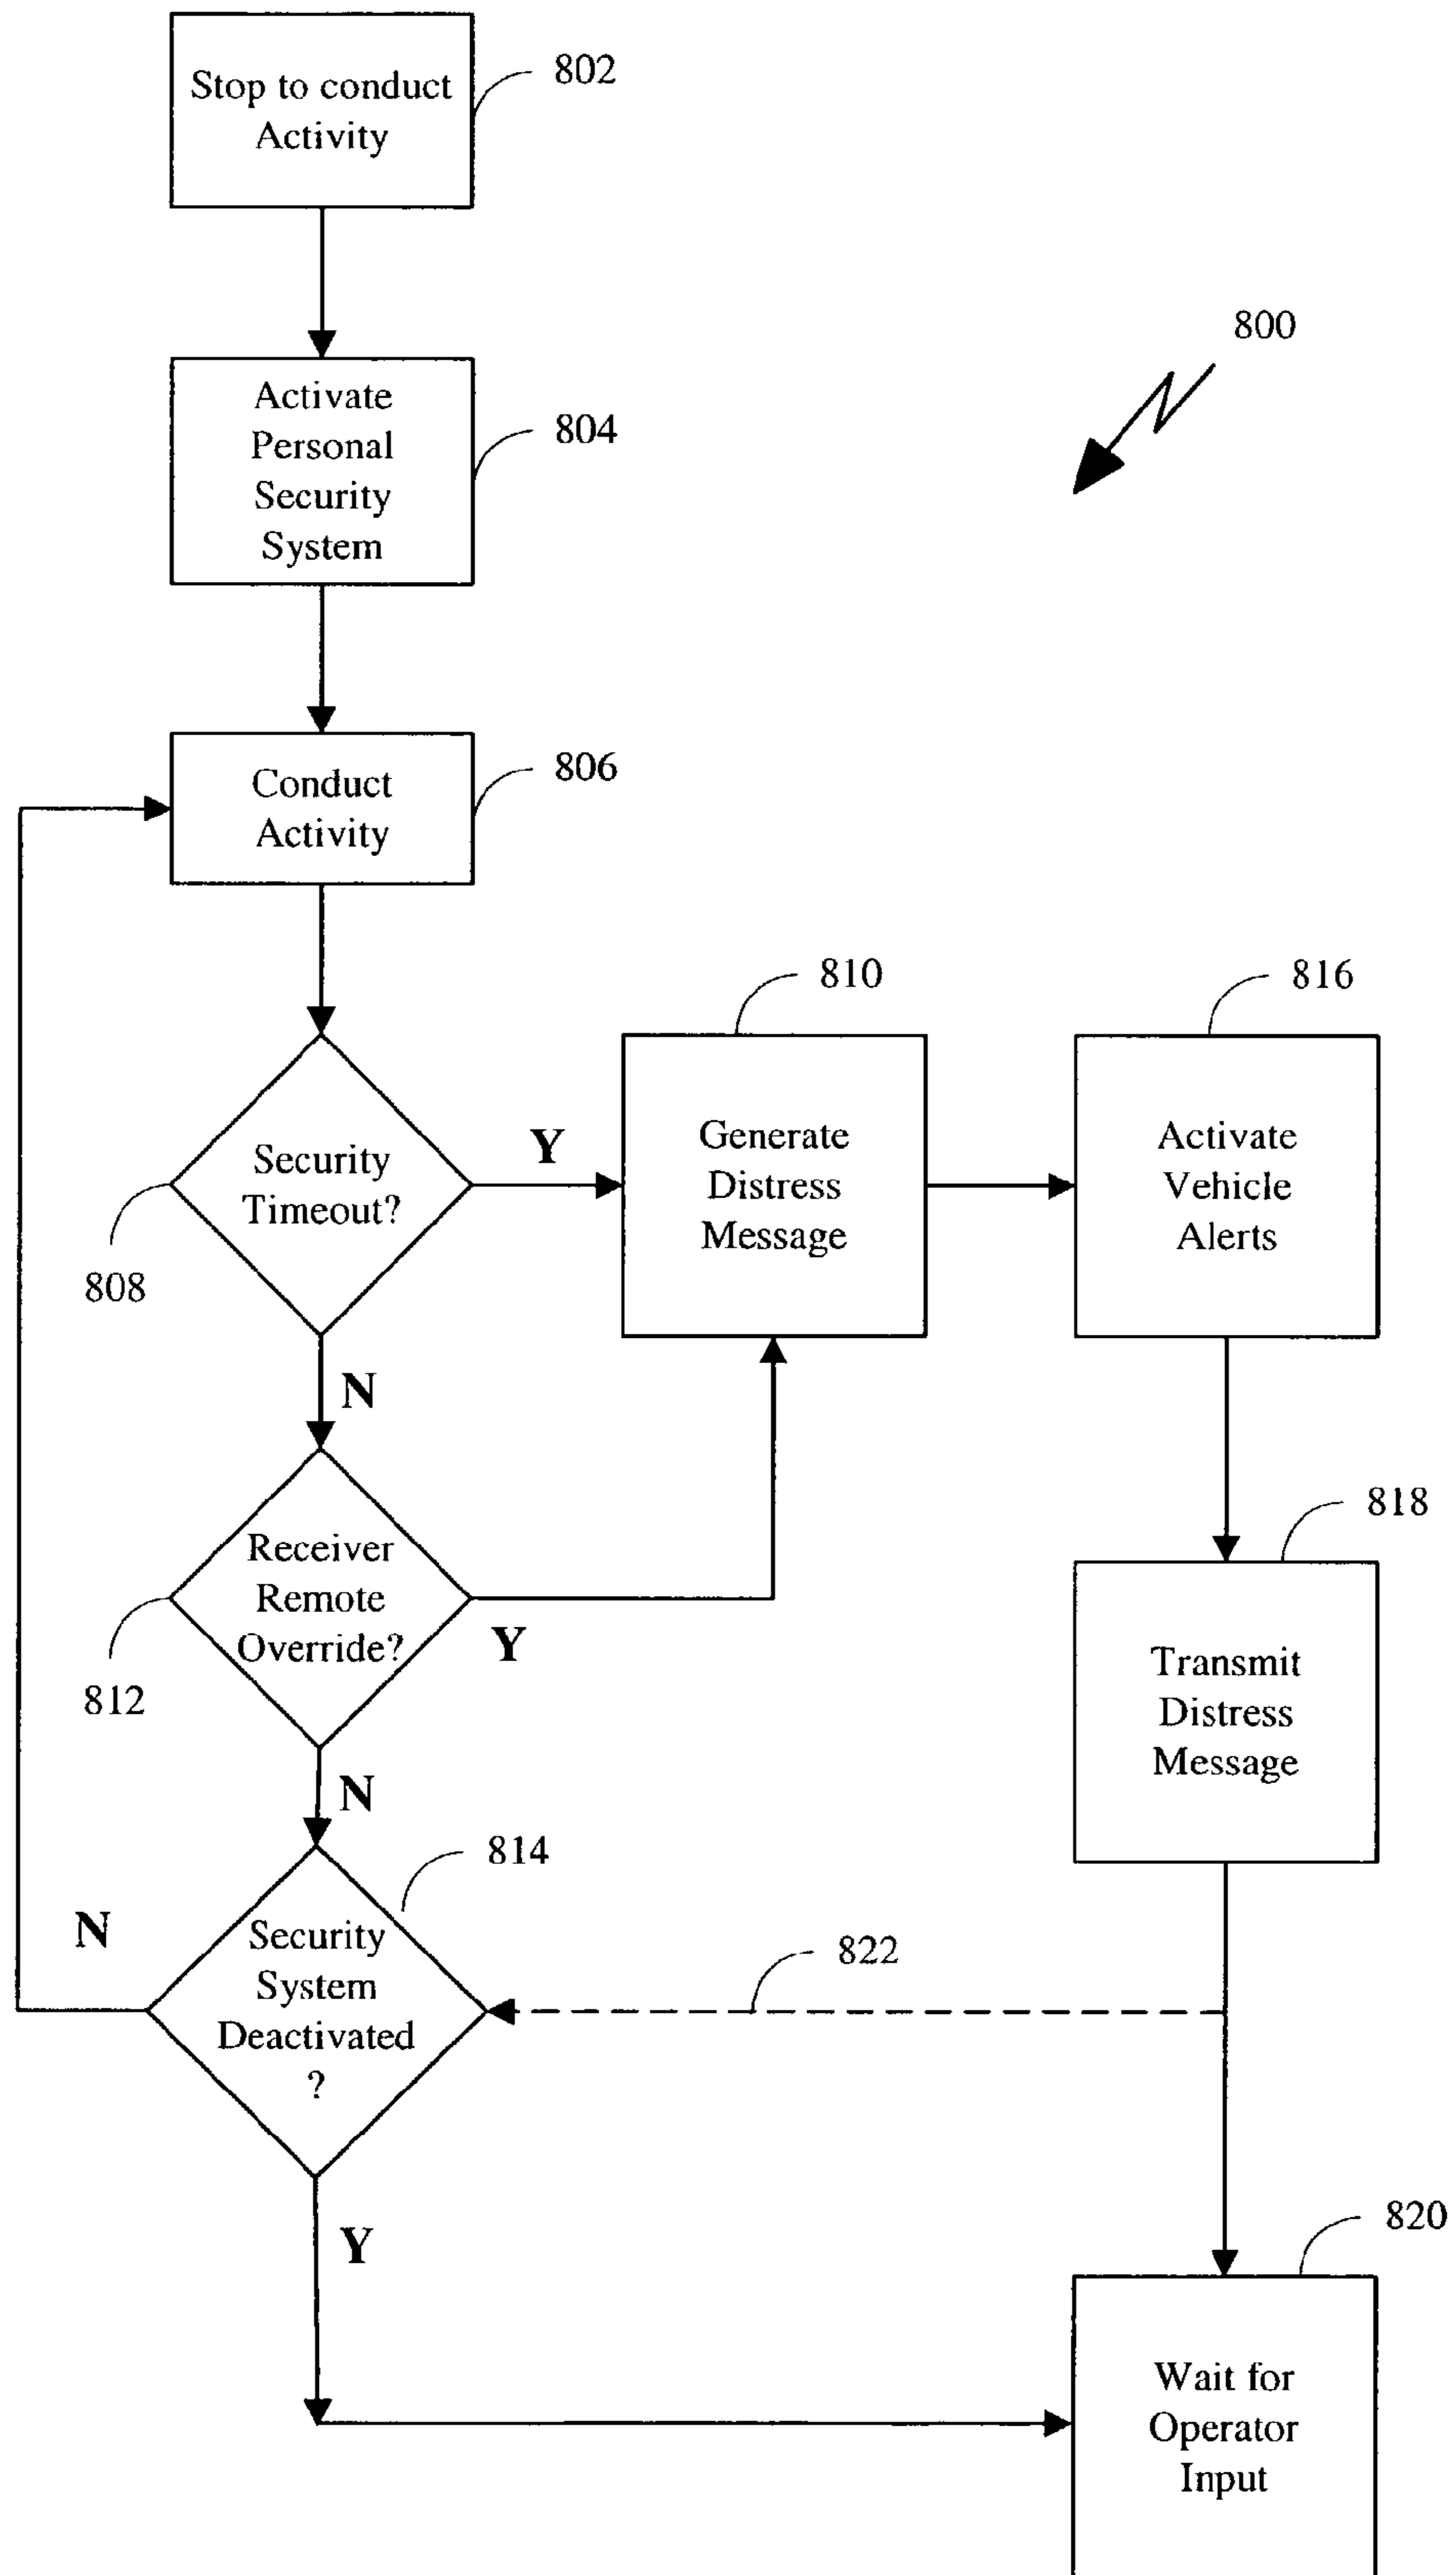 Stop to conduct
Activity
802
800
Activate
Personal
Security
System
804
Conduct
Activity
806
810
816
Security
Timeout?
Y
808
Generate
Distress
Message
Activate
Vehicle
Alerts
N
Receiver
Remote
Override?
Y
812
818
Transmit
Distress
Message
N
814
Security
System
Deactivated
?
N
822
Y
820
Wait for
Operator
Input